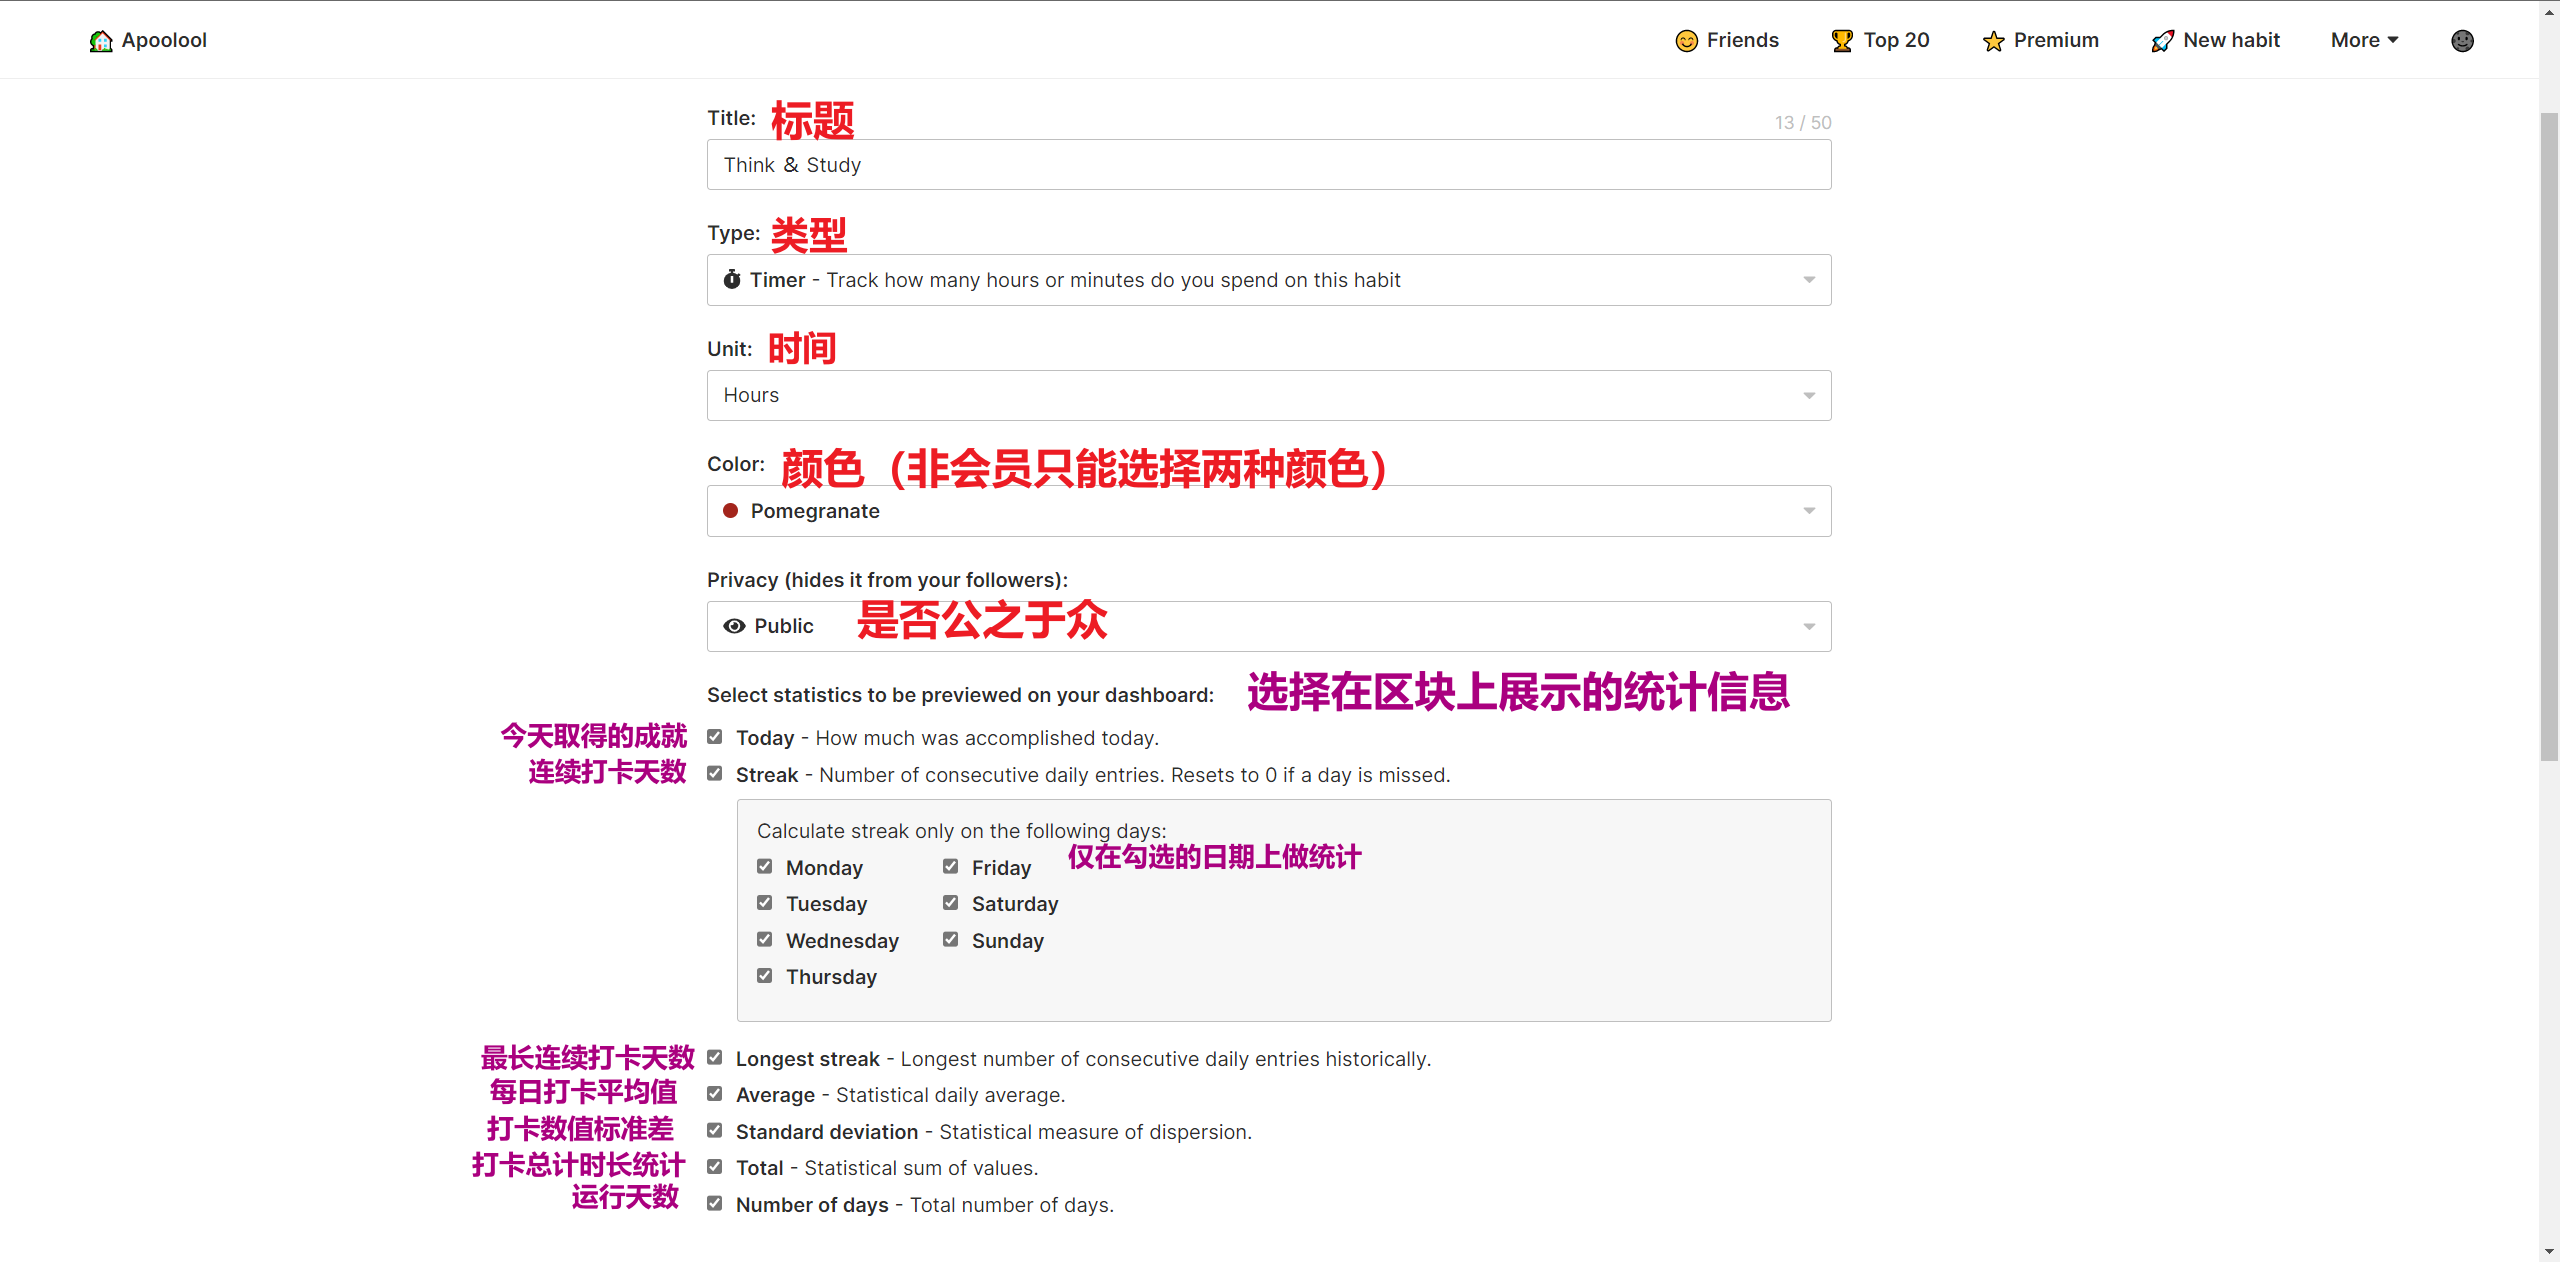 Apoolool Friends Top 20 Premium New habit More
Title: 标题 13 / 50
Think & Study
Type: 类型
Timer - Track how many hours or minutes do you spend on this habit
Unit: 时间
Hours
Color: 颜色（非会员只能选择两种颜色）
Pomegranate
Privacy (hides it from your followers):
Public 是否公之于众
Select statistics to be previewed on your dashboard: 选择在区块上展示的统计信息
今天取得的成就 Today - How much was accomplished today.
连续打卡天数 Streak - Number of consecutive daily entries. Resets to 0 if a day is missed.
Calculate streak only on the following days:
Monday Friday 仅在勾选的日期上做统计
Tuesday Saturday
Wednesday Sunday
Thursday
最长连续打卡天数 Longest streak - Longest number of consecutive daily entries historically.
每日打卡平均值 Average - Statistical daily average.
打卡数值标准差 Standard deviation - Statistical measure of dispersion.
打卡总计时长统计 Total - Statistical sum of values.
运行天数 Number of days - Total number of days.